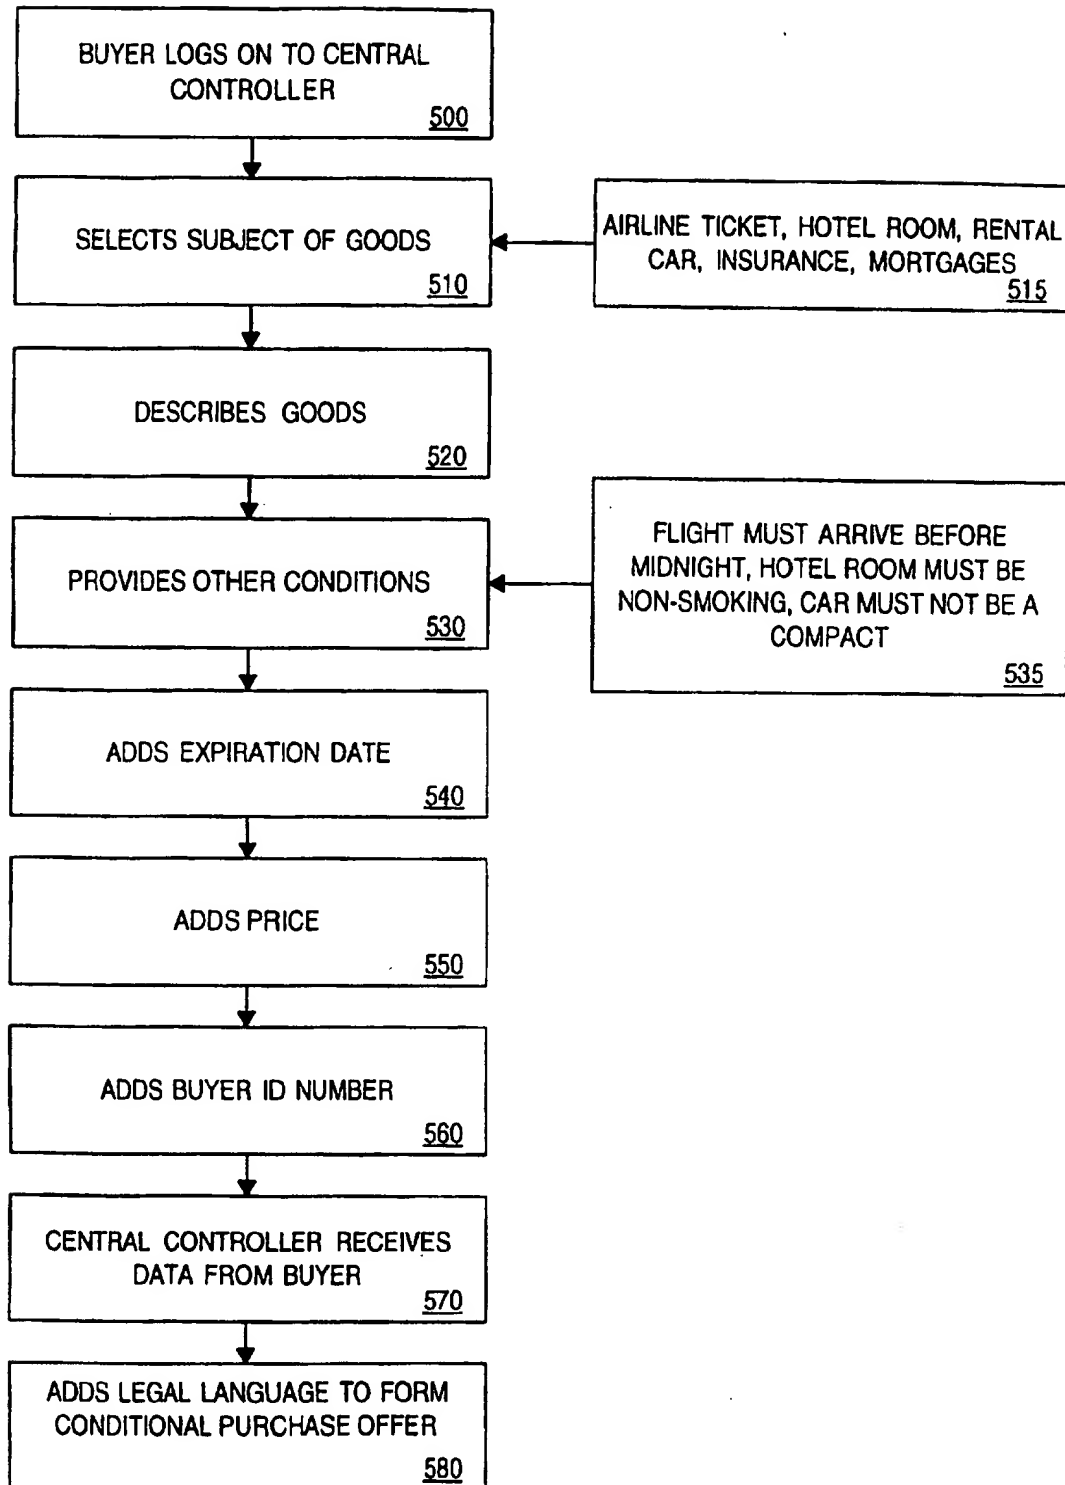 BUYER LOGS ON TO CENTRAL
CONTROLLER
500
SELECTS SUBJECT OF GOODS
510
AIRLINE TICKET, HOTEL ROOM, RENTAL
CAR, INSURANCE, MORTGAGES
515
DESCRIBES GOODS
520
PROVIDES OTHER CONDITIONS
530
FLIGHT MUST ARRIVE BEFORE
MIDNIGHT, HOTEL ROOM MUST BE
NON-SMOKING, CAR MUST NOT BE A
COMPACT
535
ADDS EXPIRATION DATE
540
ADDS PRICE
550
ADDS BUYER ID NUMBER
560
CENTRAL CONTROLLER RECEIVES
DATA FROM BUYER
570
ADDS LEGAL LANGUAGE TO FORM
CONDITIONAL PURCHASE OFFER
580